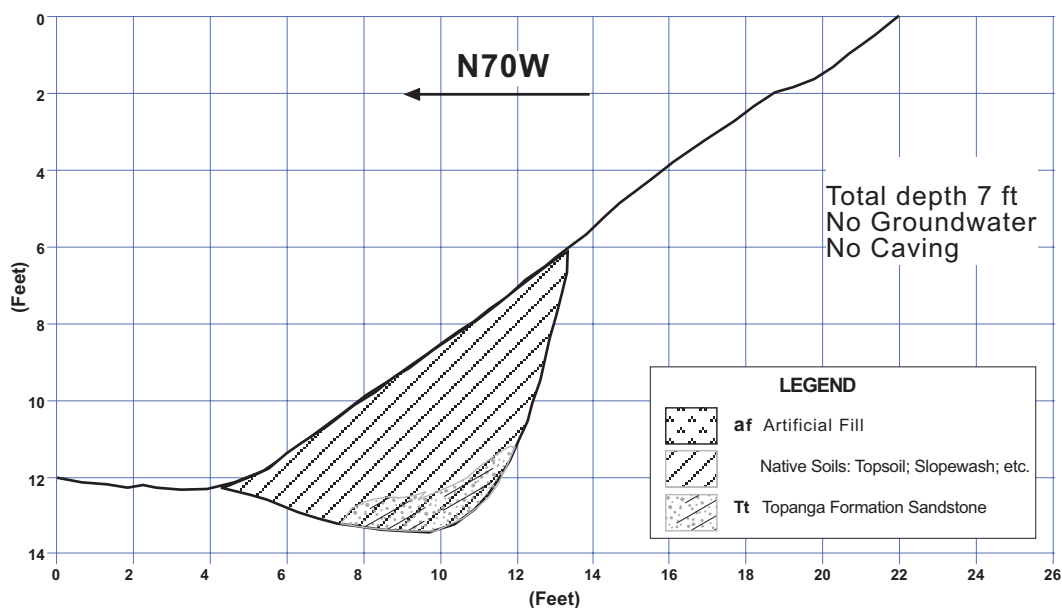 0
2
4
6
8
10
12
14
(Feet)
N70W
Total depth 7 ft
No Groundwater
No Caving
LEGEND
af Artificial Fill
Native Soils: Topsoil; Slopewash; etc.
Tt Topanga Formation Sandstone
0 2 4 6 8 10 12 14 16 18 20 22 24 26
(Feet)